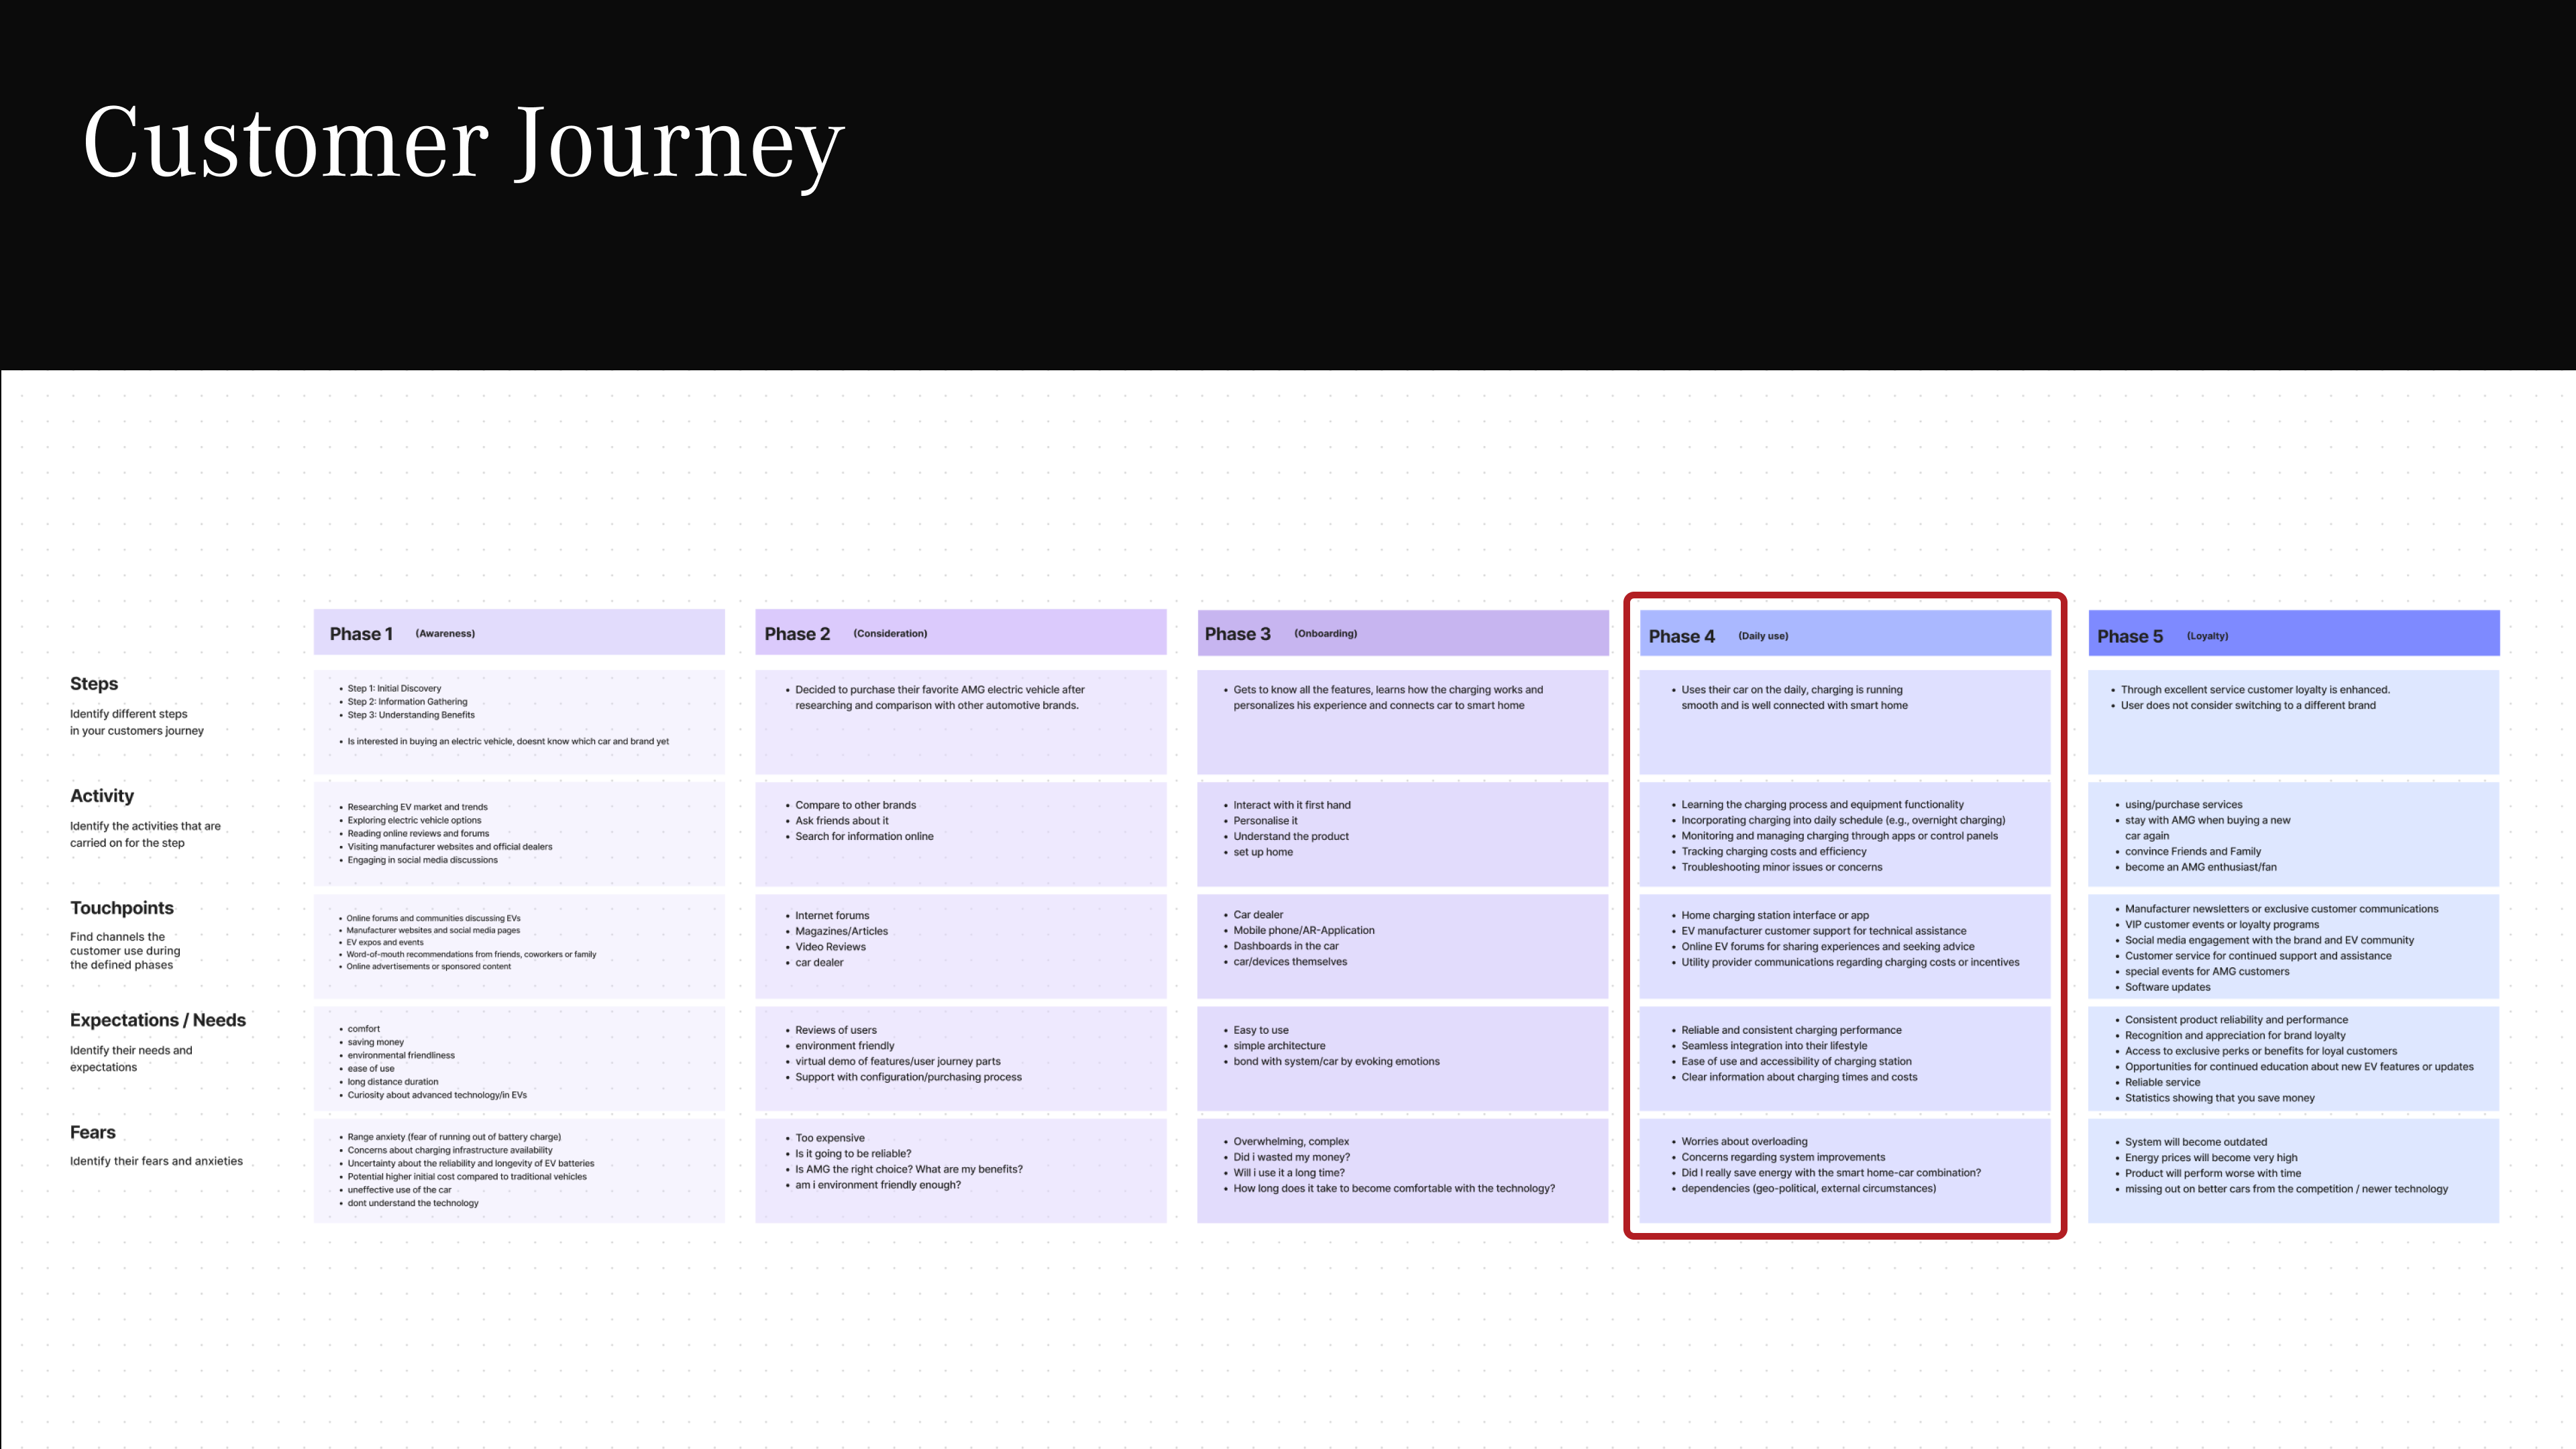 Customer Journey
Phase 1 (Awareness)
Phase 2 (Consideration)
Phase 3 (Onboarding)
Phase 4 (Daily use)
Phase 5 (Loyalty)
Steps
Identify different steps
in your customers journey
• Step 1: Initial Discovery
• Step 2: Information Gathering
• Step 3: Understanding Benefits
• Is interested in buying an electric vehicle, doesnt know which car and brand yet
• Decided to purchase their favorite AMG electric vehicle after
researching and comparison with other automotive brands.
• Gets to know all the features, learns how the charging works and
personalizes his experience and connects car to smart home
• Uses their car on the daily, charging is running
smooth and is well connected with smart home
• Through excellent service customer loyalty is enhanced.
• User does not consider switching to a different brand
Activity
Identify the activities that are
carried on for the step
• Researching EV market and trends
• Exploring electric vehicle options
• Reading online reviews and forums
• Visiting manufacturer websites and official dealers
• Engaging in social media discussions
• Compare to other brands
• Ask friends about it
• Search for information online
• Interact with it first hand
• Personalise it
• Understand the product
• set up home
• Learning the charging process and equipment functionality
• Incorporating charging into daily schedule (e.g., overnight charging)
• Monitoring and managing charging through apps or control panels
• Tracking charging costs and efficiency
• Troubleshooting minor issues or concerns
• using/purchase services
• stay with AMG when buying a new
car again
• convince Friends and Family
• become an AMG enthusiast/fan
Touchpoints
Find channels the
customer use during
the defined phases
• Online forums and communities discussing EVs
• Manufacturer websites and social media pages
• EV expos and events
• Word-of-mouth recommendations from friends, coworkers or family
• Online advertisements or sponsored content
• Internet forums
• Magazines/Articles
• Video Reviews
• car dealer
• Car dealer
• Mobile phone/AR-Application
• Dashboards in the car
• car/devices themselves
• Home charging station interface or app
• EV manufacturer customer support for technical assistance
• Online EV forums for sharing experiences and seeking advice
• Utility provider communications regarding charging costs or incentives
• Manufacturer newsletters or exclusive customer communications
• VIP customer events or loyalty programs
• Social media engagement with the brand and EV community
• Customer service for continued support and assistance
• special events for AMG customers
• Software updates
Expectations / Needs
Identify their needs and
expectations
• comfort
• saving money
• environmental friendliness
• ease of use
• long distance duration
• Curiosity about advanced technology/in EVs
• Reviews of users
• environment friendly
• virtual demo of features/user journey parts
• Support with configuration/purchasing process
• Easy to use
• simple architecture
• bond with system/car by evoking emotions
• Reliable and consistent charging performance
• Seamless integration into their lifestyle
• Ease of use and accessibility of charging station
• Clear information about charging times and costs
• Consistent product reliability and performance
• Recognition and appreciation for brand loyalty
• Access to exclusive perks or benefits for loyal customers
• Opportunities for continued education about new EV features or updates
• Reliable service
• Statistics showing that you save money
Fears
Identify their fears and anxieties
• Range anxiety (fear of running out of battery charge)
• Concerns about charging infrastructure availability
• Uncertainty about the reliability and longevity of EV batteries
• Potential higher initial cost compared to traditional vehicles
• uneffective use of the car
• dont understand the technology
• Too expensive
• Is it going to be reliable?
• Is AMG the right choice? What are my benefits?
• am i environment friendly enough?
• Overwhelming, complex
• Did i wasted my money?
• Will i use it a long time?
• How long does it take to become comfortable with the technology?
• Worries about overloading
• Concerns regarding system improvements
• Did I really save energy with the smart home-car combination?
• dependencies (geo-political, external circumstances)
• System will become outdated
• Energy prices will become very high
• Product will perform worse with time
• missing out on better cars from the competition / newer technology